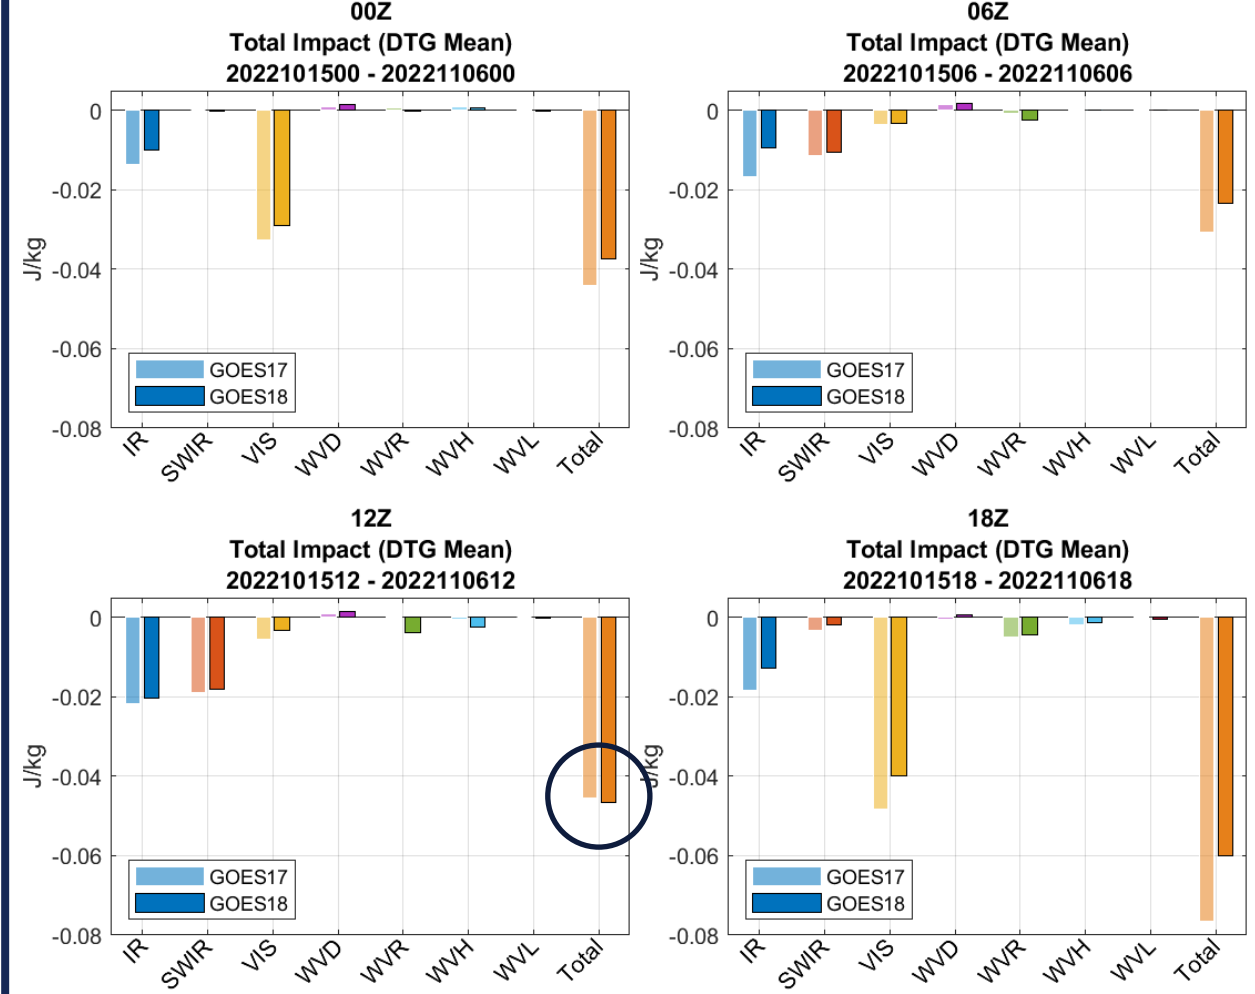 00Z
Total Impact (DTG Mean)
2022101500 - 2022110600
0
-0.02
-0.04
-0.06
-0.08
J/kg
GOES17
GOES18
IR
SWIR
VIS
WVD
WVR
WVH
WVL
Total
06Z
Total Impact (DTG Mean)
2022101506 - 2022110606
0
-0.02
-0.04
-0.06
-0.08
J/kg
GOES17
GOES18
IR
SWIR
VIS
WVD
WVR
WVH
WVL
Total
12Z
Total Impact (DTG Mean)
2022101512 - 2022110612
0
-0.02
-0.04
-0.06
-0.08
J/kg
GOES17
GOES18
IR
SWIR
VIS
WVD
WVR
WVH
WVL
Total
18Z
Total Impact (DTG Mean)
2022101518 - 2022110618
0
-0.02
-0.04
-0.06
-0.08
J/kg
GOES17
GOES18
IR
SWIR
VIS
WVD
WVR
WVH
WVL
Total